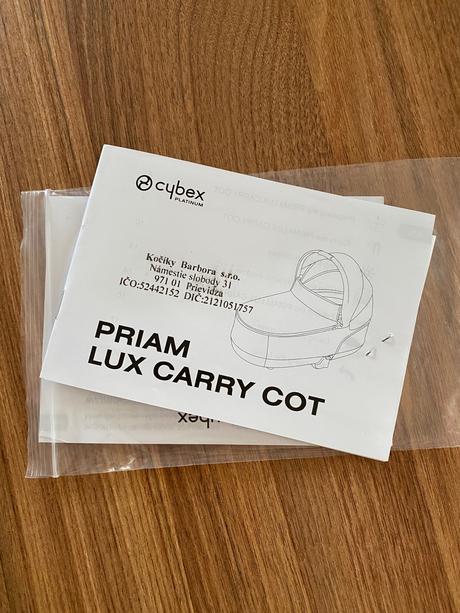 cybex
PLATINUM
Kočíky Barbora s.r.o.
Námestie slobody 31
971 01 Prievidza
IČO:52442152 DIČ:2121051757
PRIAM
LUX CARRY COT
cybex